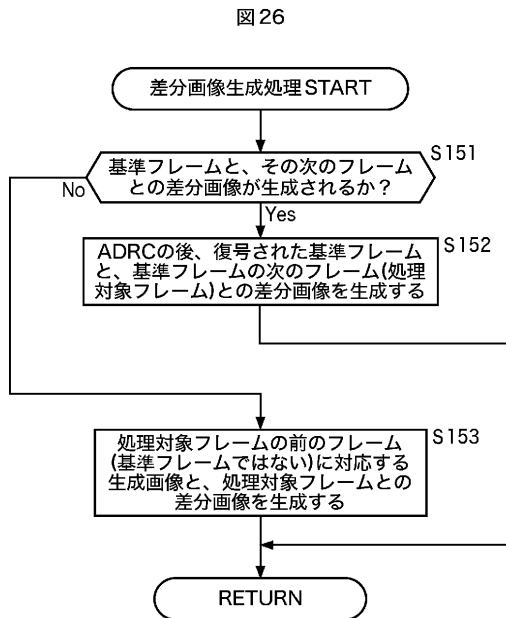 図26
差分画像生成処理START
基準フレームと、その次のフレーム
との差分画像が生成されるか？
S151
No
Yes
ADRCの後、復号された基準フレーム
と、基準フレームの次のフレーム(処理
対象フレーム)との差分画像を生成する
S152
処理対象フレームの前のフレーム
(基準フレームではない)に対応する
生成画像と、処理対象フレームとの
差分画像を生成する
S153
RETURN